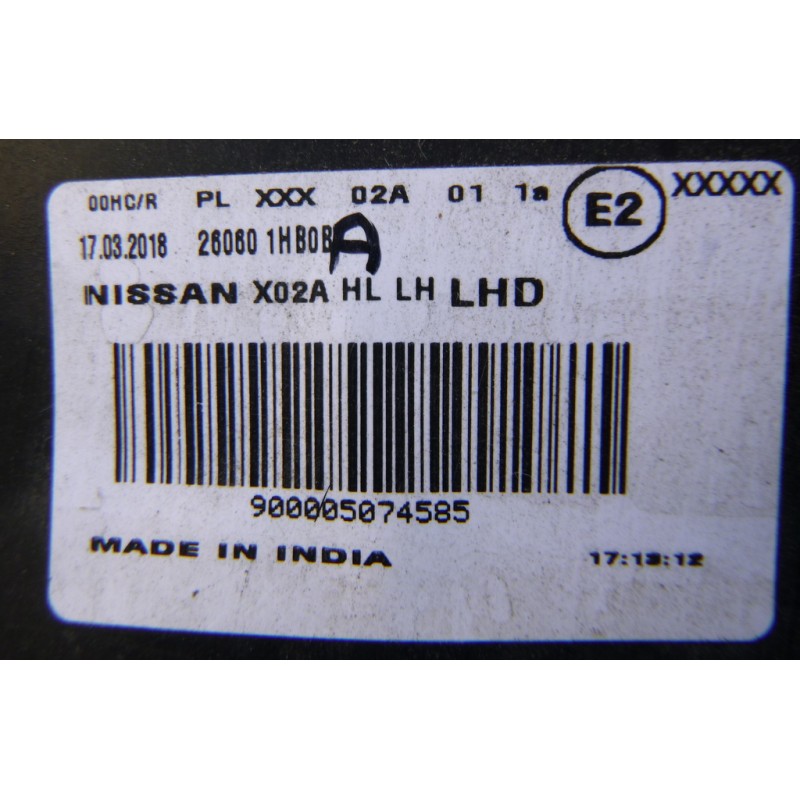 00HC/R PL XXX 02A 01 1a E2 XXXXX
17.03.2018 26060 1HB0B A
NISSAN X02A HL LH LHD
900005074585
MADE IN INDIA 17:13:12